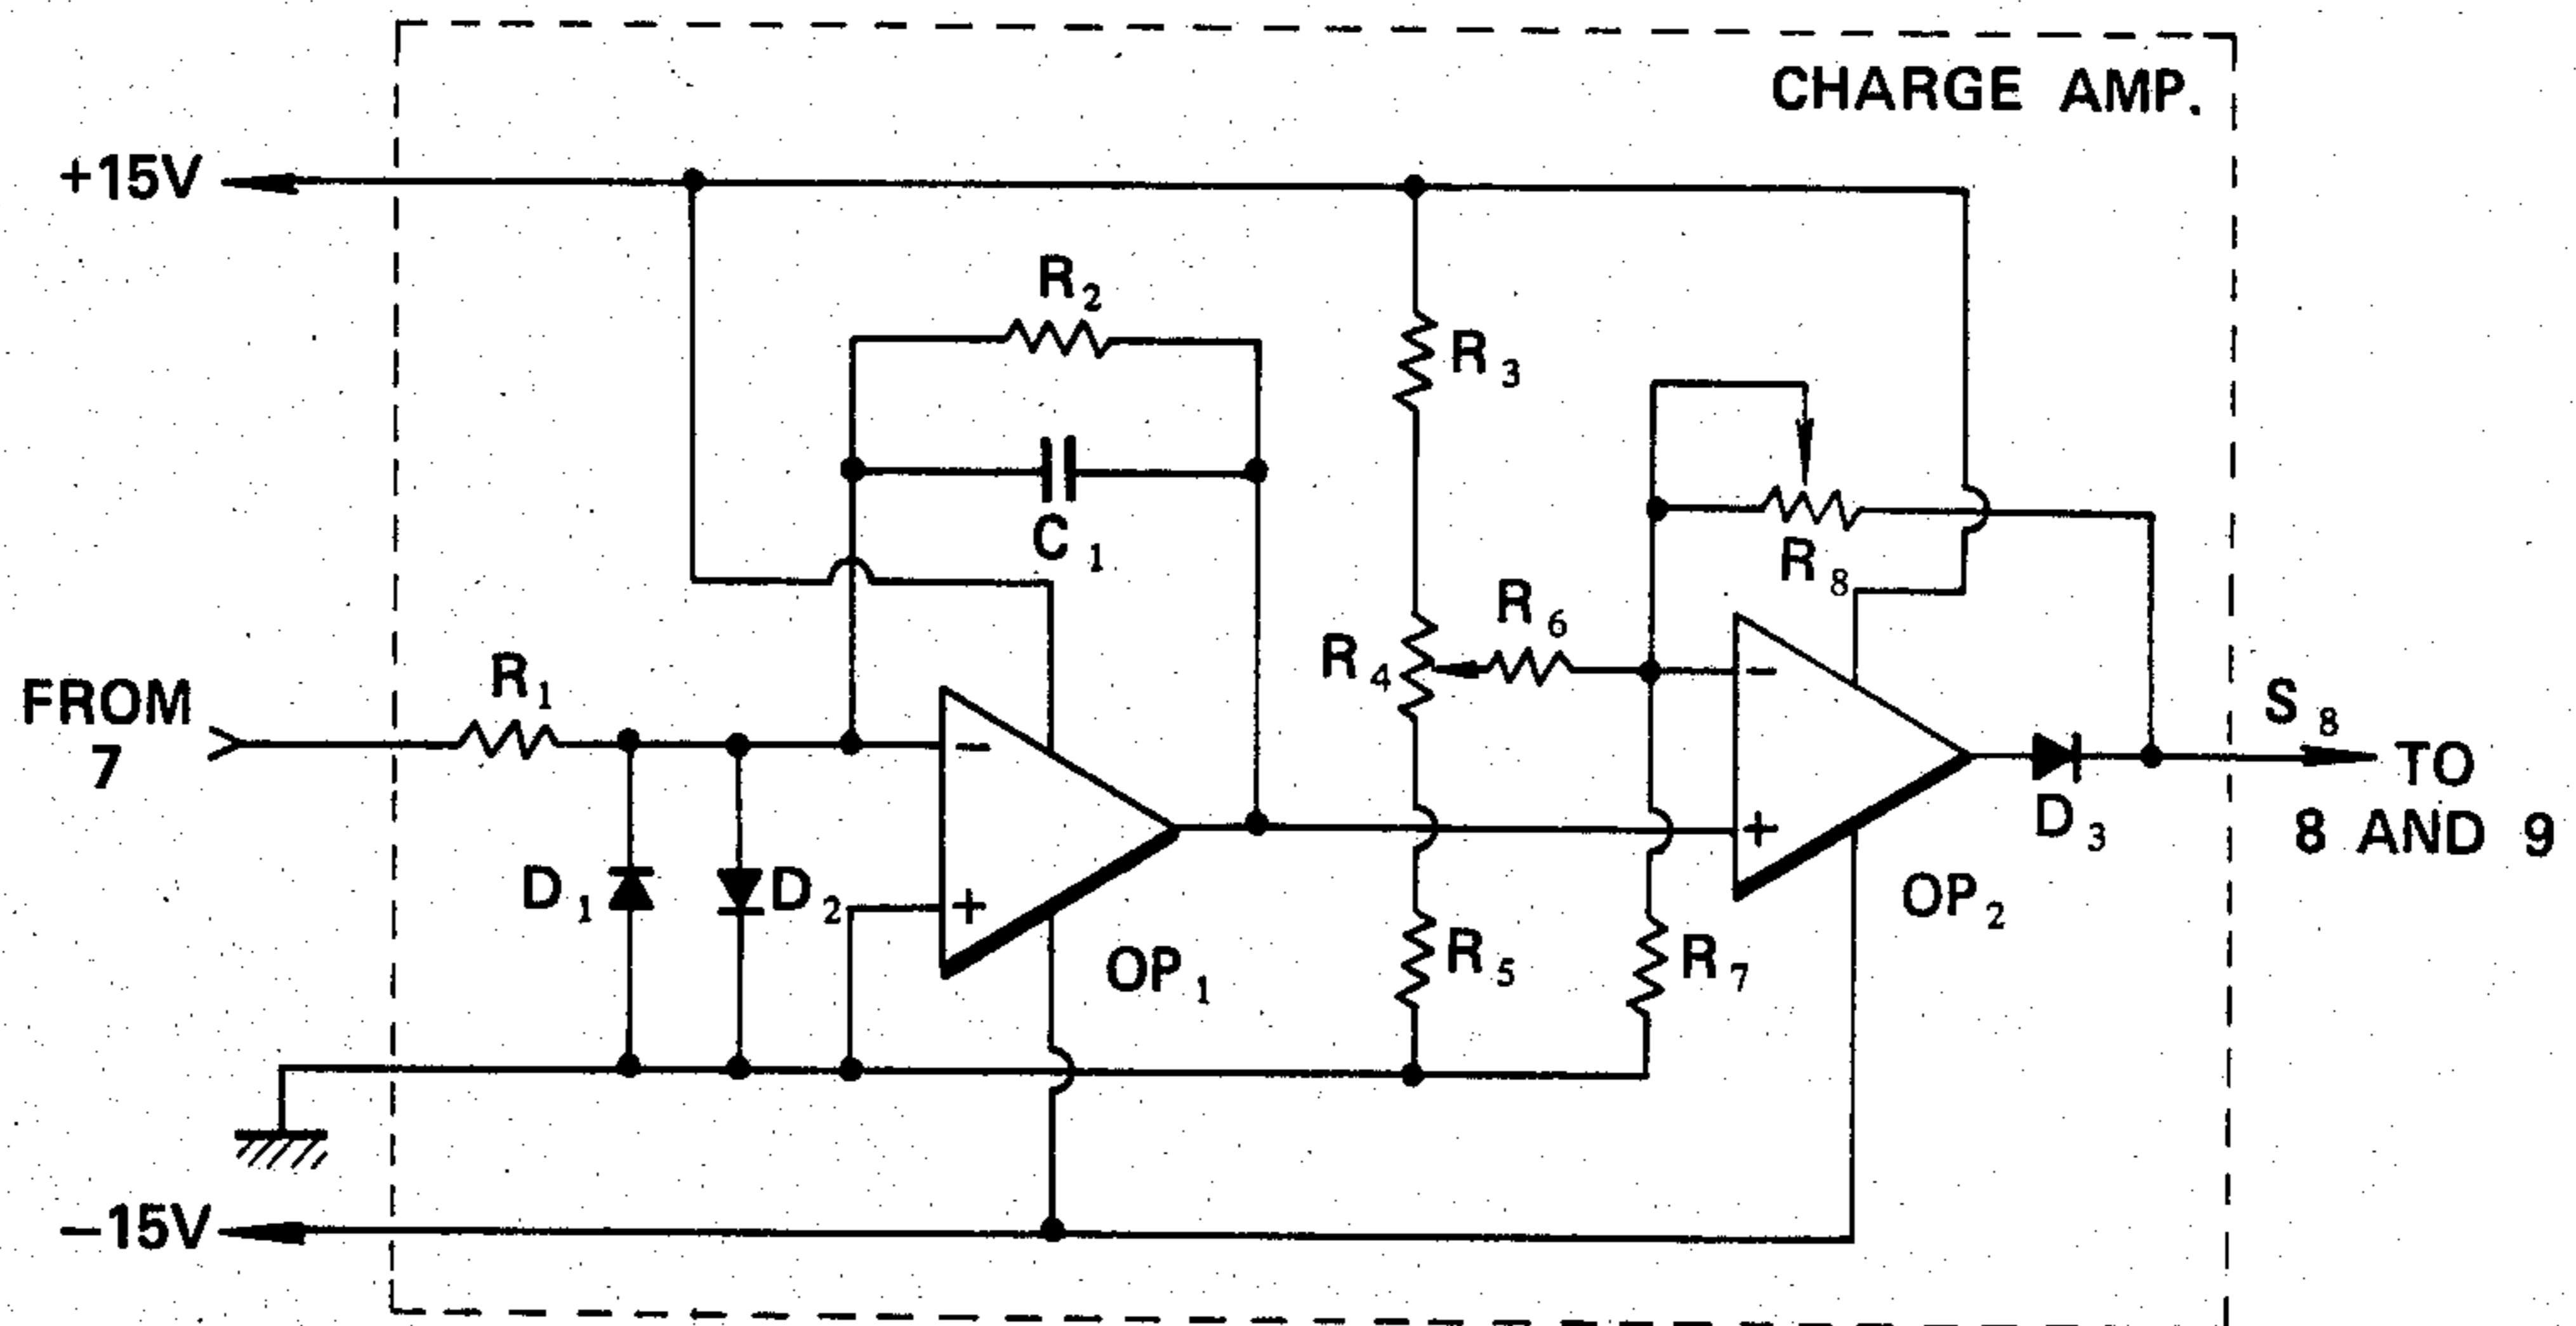 CHARGE AMP.
+15V
R2
R3
C1
R8
R6
R4
R1
FROM
7
S8
TO
8 AND 9
D3
D1
D2
OP2
OP1
R5
R7
−15V
−
+
−
+